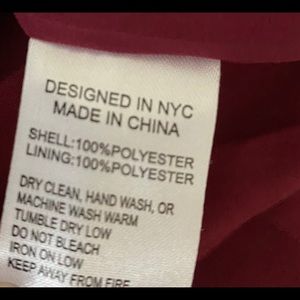 DESIGNED IN NYC
MADE IN CHINA
SHELL:100%POLYESTER
LINING:100%POLYESTER
DRY CLEAN, HAND WASH, OR
MACHINE WASH WARM
TUMBLE DRY LOW
DO NOT BLEACH
IRON ON LOW
KEEP AWAY FROM FIRE